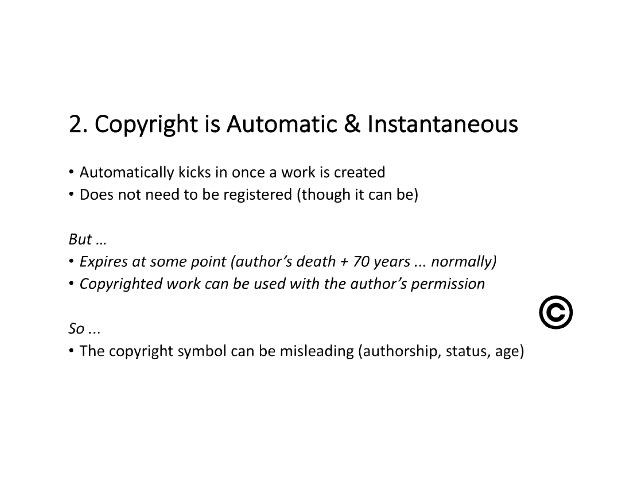 2. Copyright is Automatic & Instantaneous
• Automatically kicks in once a work is created
• Does not need to be registered (though it can be)
But …
• Expires at some point (author’s death + 70 years ... normally)
• Copyrighted work can be used with the author’s permission
©
So ...
• The copyright symbol can be misleading (authorship, status, age)